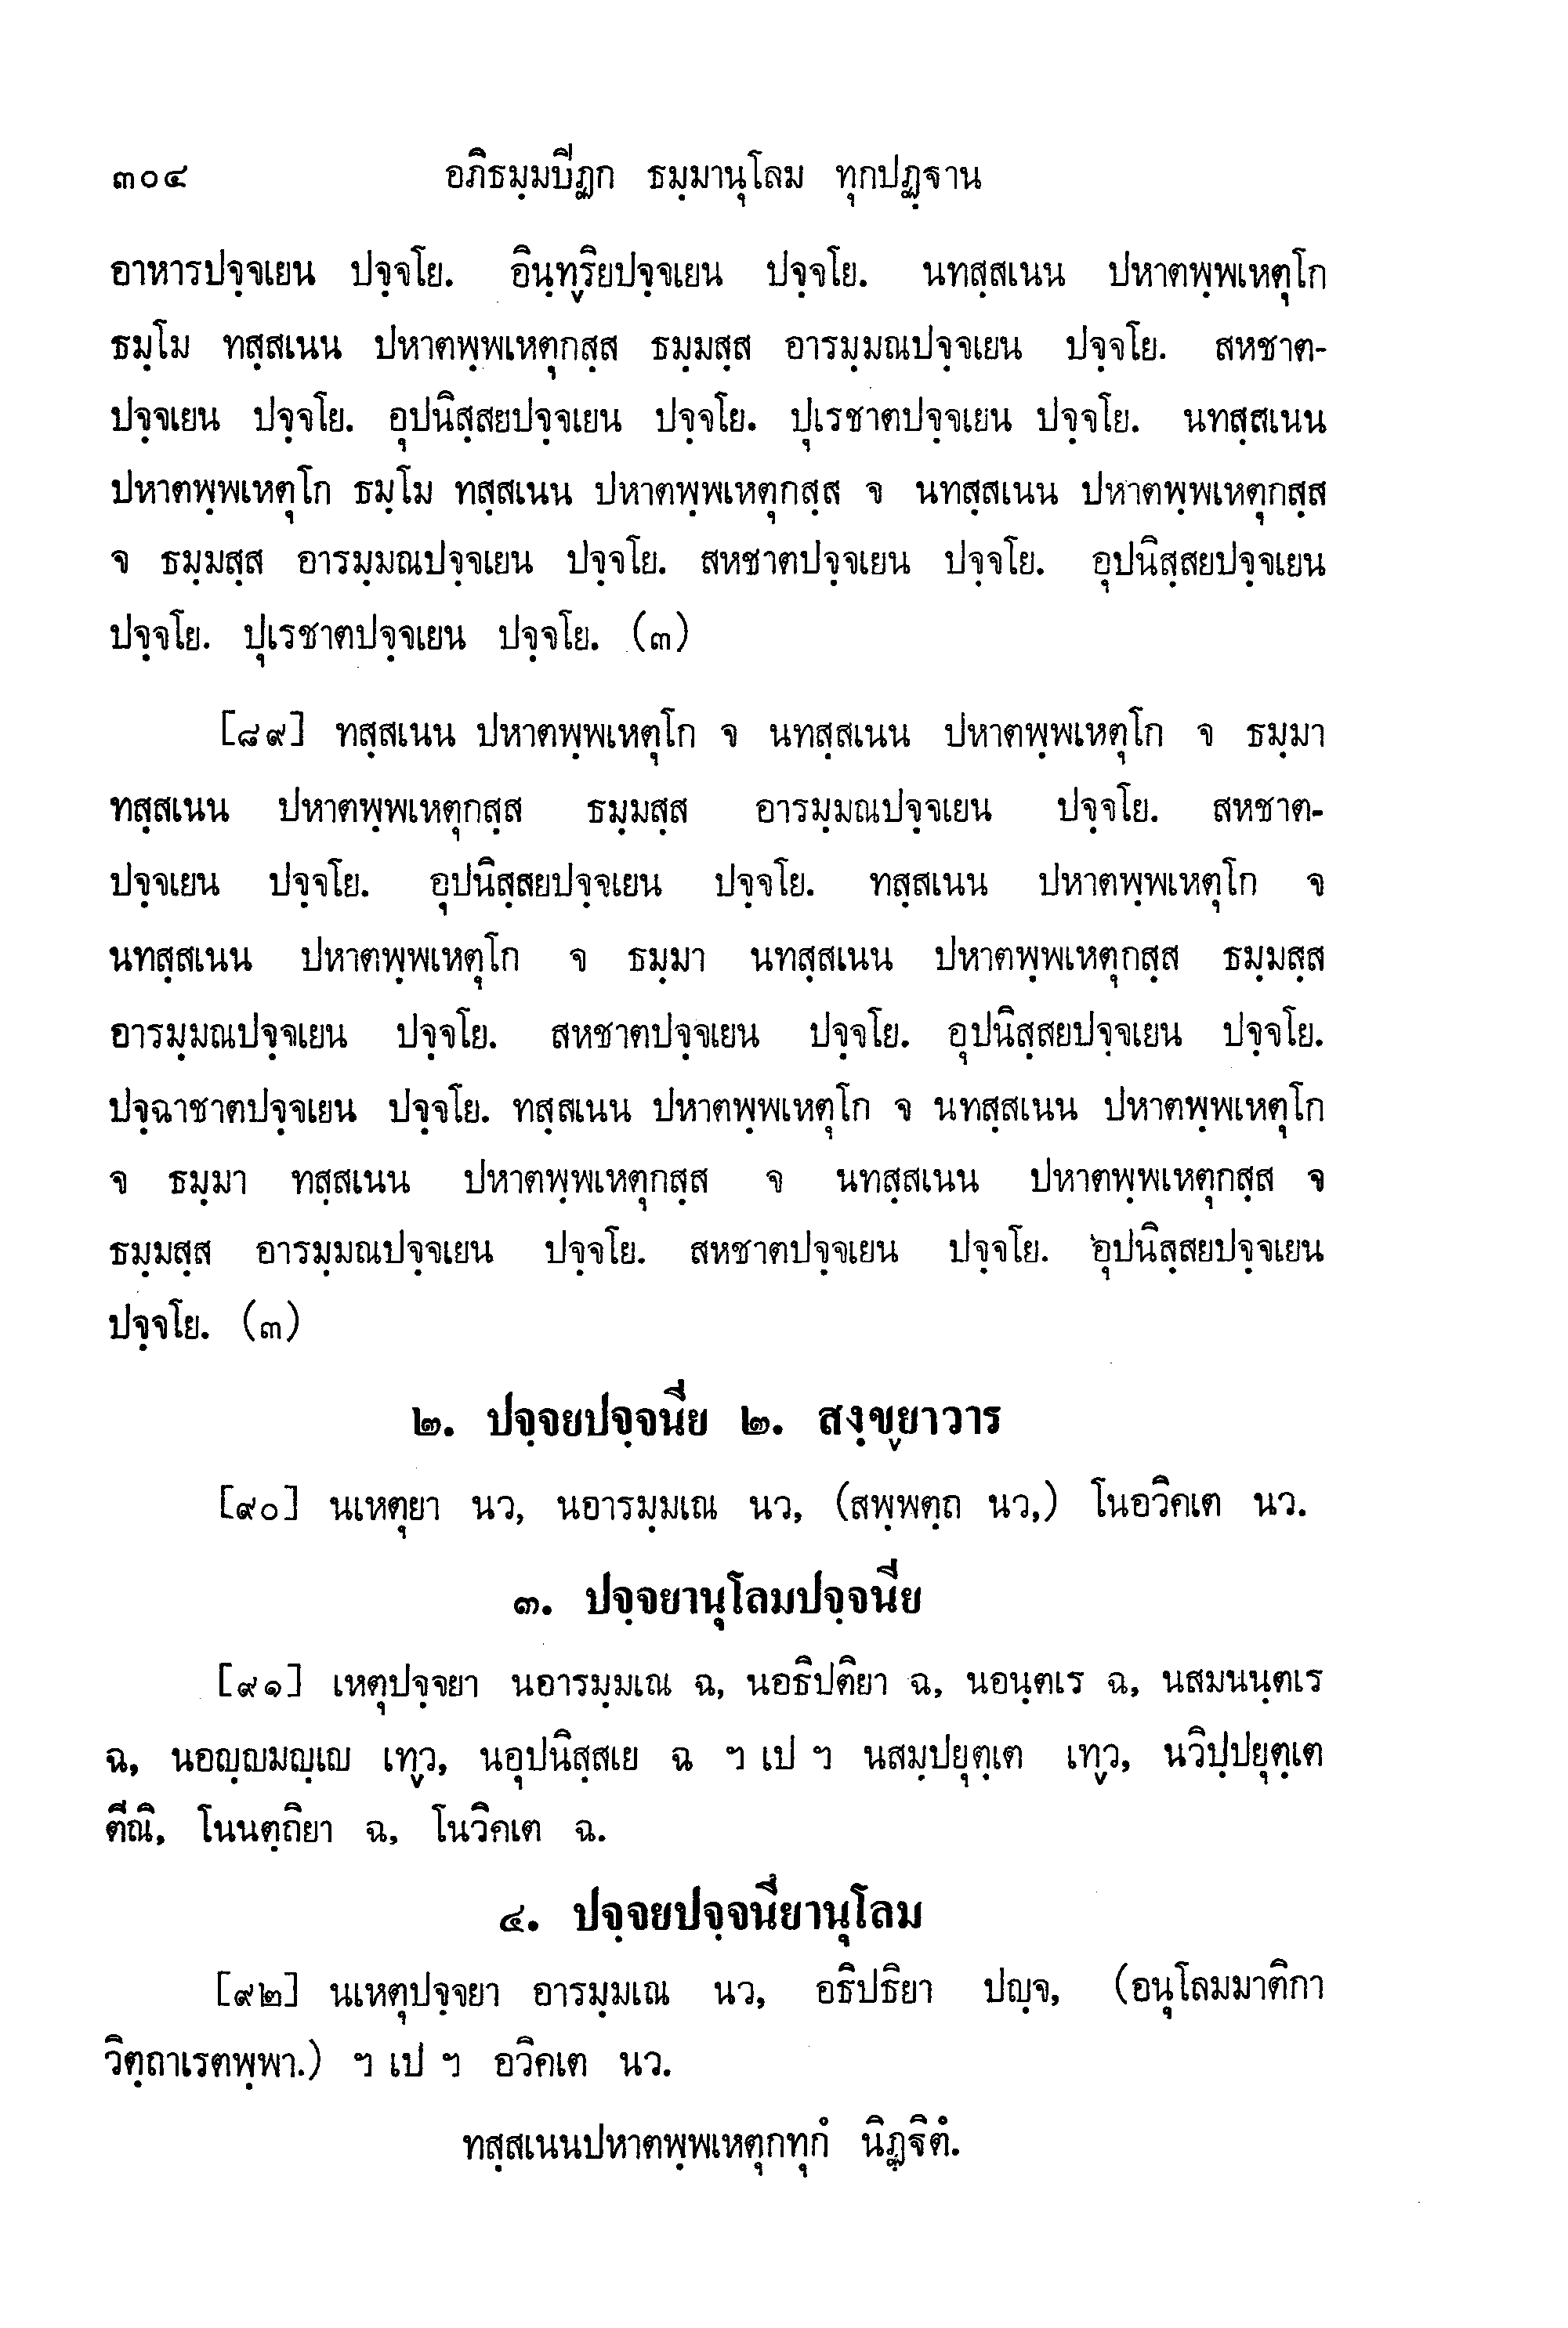 ๓๐๔ อภิธมฺมปิฏก ธมฺมานุโลม ทุกปฏฺฐาน
อาหารปจฺจเยน ปจฺจโย. อินฺทฺริยปจฺจเยน ปจฺจโย. นทสฺสเนน ปหาตพฺพเหตุโก
ธมฺโม ทสฺสเนน ปหาตพฺพเหตุกสฺส ธมฺมสฺส อารมฺมณปจฺจเยน ปจฺจโย. สหชาต-
ปจฺจเยน ปจฺจโย. อุปนิสฺสยปจฺจเยน ปจฺจโย. ปุเรชาตปจฺจเยน ปจฺจโย. นทสฺสเนน
ปหาตพฺพเหตุโก ธมฺโม ทสฺสเนน ปหาตพฺพเหตุกสฺส จ นทสฺสเนน ปหาตพฺพเหตุกสฺส
จ ธมฺมสฺส อารมฺมณปจฺจเยน ปจฺจโย. สหชาตปจฺจเยน ปจฺจโย. อุปนิสฺสยปจฺจเยน
ปจฺจโย. ปุเรชาตปจฺจเยน ปจฺจโย. (๓)
[๘๙] ทสฺสเนน ปหาตพฺพเหตุโก จ นทสฺสเนน ปหาตพฺพเหตุโก จ ธมฺมา
ทสฺสเนน ปหาตพฺพเหตุกสฺส ธมฺมสฺส อารมฺมณปจฺจเยน ปจฺจโย. สหชาต-
ปจฺจเยน ปจฺจโย. อุปนิสฺสยปจฺจเยน ปจฺจโย. ทสฺสเนน ปหาตพฺพเหตุโก จ
นทสฺสเนน ปหาตพฺพเหตุโก จ ธมฺมา นทสฺสเนน ปหาตพฺพเหตุกสฺส ธมฺมสฺส
อารมฺมณปจฺจเยน ปจฺจโย. สหชาตปจฺจเยน ปจฺจโย. อุปนิสฺสยปจฺจเยน ปจฺจโย.
ปจฺฉาชาตปจฺจเยน ปจฺจโย. ทสฺสเนน ปหาตพฺพเหตุโก จ นทสฺสเนน ปหาตพฺพเหตุโก
จ ธมฺมา ทสฺสเนน ปหาตพฺพเหตุกสฺส จ นทสฺสเนน ปหาตพฺพเหตุกสฺส จ
ธมฺมสฺส อารมฺมณปจฺจเยน ปจฺจโย. สหชาตปจฺจเยน ปจฺจโย. อุปนิสฺสยปจฺจเยน
ปจฺจโย. (๓)
๒. ปจฺจยปจฺจนีย ๒. สงฺขฺยาวาร
[๙๐] นเหตุยา นว, นอารมฺมเณ นว, (สพฺพตฺถ นว,) โนอวิคเต นว.
๓. ปจฺจยานุโลมปจฺจนีย
[๙๑] เหตุปจฺจยา นอารมฺมเณ ฉ, นอธิปติยา ฉ, นอนฺตเร ฉ, นสมนนฺตเร
ฉ, นอญฺญมญฺเญ เทฺว, นอุปนิสฺสเย ฉ ฯ เป ฯ นสมฺปยุตฺเต เทฺว, นวิปฺปยุตฺเต
ตีณิ, โนนตฺถิยา ฉ, โนวิคเต ฉ.
๔. ปจฺจยปจฺจนียานุโลม
[๙๒] นเหตุปจฺจยา อารมฺมเณ นว, อธิปธิยา ปญฺจ, (อนุโลมมาติกา
วิตฺถาเรตพฺพา.) ฯ เป ฯ อวิคเต นว.
ทสฺสเนนปหาตพฺพเหตุกทุกํ นิฏฺฐิตํ.